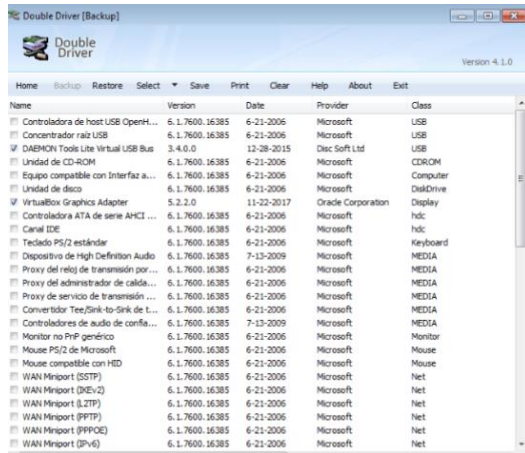 Double Driver [Backup]
Double
Driver
Version 4.1.0
Home Backup Restore Select Save Print Clear Help About Exit
Name Version Date Provider Class
Controladora de host USB OpenH... 6.1.7600.16385 6-21-2006 Microsoft USB
Concentrador raíz USB 6.1.7600.16385 6-21-2006 Microsoft USB
DAEMON Tools Lite Virtual USB Bus 3.4.0.0 12-28-2015 Disc Soft Ltd USB
Unidad de CD-ROM 6.1.7600.16385 6-21-2006 Microsoft CDROM
Equipo compatible con Interfaz a... 6.1.7600.16385 6-21-2006 Microsoft Computer
Unidad de disco 6.1.7600.16385 6-21-2006 Microsoft DiskDrive
VirtualBox Graphics Adapter 5.2.2.0 11-22-2017 Oracle Corporation Display
Controladora ATA de serie AHCI ... 6.1.7600.16385 6-21-2006 Microsoft hdc
Canal IDE 6.1.7600.16385 6-21-2006 Microsoft hdc
Teclado PS/2 estándar 6.1.7600.16385 6-21-2006 Microsoft Keyboard
Dispositivo de High Definition Audio 6.1.7600.16385 7-13-2009 Microsoft MEDIA
Proxy del reloj de transmisión por... 6.1.7600.16385 6-21-2006 Microsoft MEDIA
Proxy del administrador de calida... 6.1.7600.16385 6-21-2006 Microsoft MEDIA
Proxy de servicio de transmisión ... 6.1.7600.16385 6-21-2006 Microsoft MEDIA
Convertidor Tee/Sink-to-Sink de t... 6.1.7600.16385 6-21-2006 Microsoft MEDIA
Controladores de audio de confia... 6.1.7600.16385 7-13-2009 Microsoft MEDIA
Monitor no PnP genérico 6.1.7600.16385 6-21-2006 Microsoft Monitor
Mouse PS/2 de Microsoft 6.1.7600.16385 6-21-2006 Microsoft Mouse
Mouse compatible con HID 6.1.7600.16385 6-21-2006 Microsoft Mouse
WAN Miniport (SSTP) 6.1.7600.16385 6-21-2006 Microsoft Net
WAN Miniport (IKEv2) 6.1.7600.16385 6-21-2006 Microsoft Net
WAN Miniport (L2TP) 6.1.7600.16385 6-21-2006 Microsoft Net
WAN Miniport (PPTP) 6.1.7600.16385 6-21-2006 Microsoft Net
WAN Miniport (PPPOE) 6.1.7600.16385 6-21-2006 Microsoft Net
WAN Miniport (IPv6) 6.1.7600.16385 6-21-2006 Microsoft Net